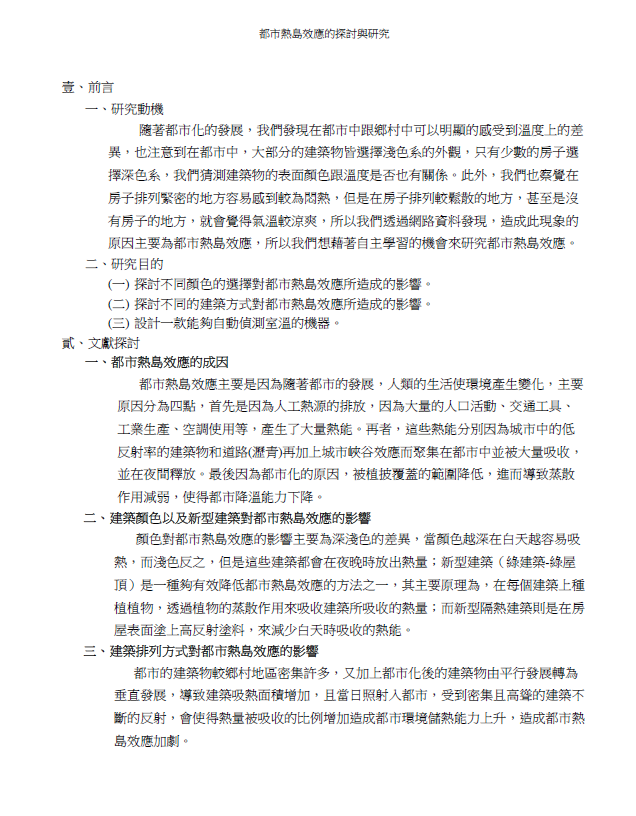 都市熱島效應的探討與研究
壹、前言
一、研究動機
隨著都市化的發展，我們發現在都市中跟鄉村中可以明顯的感受到溫度上的差
異，也注意到在都市中，大部分的建築物皆選擇淺色系的外觀，只有少數的房子選
擇深色系，我們猜測建築物的表面顏色跟溫度是否也有關係。此外，我們也察覺在
房子排列緊密的地方容易感到較為悶熱，但是在房子排列較鬆散的地方，甚至是沒
有房子的地方，就會覺得氣溫較涼爽，所以我們透過網路資料發現，造成此現象的
原因主要為都市熱島效應，所以我們想藉著自主學習的機會來研究都市熱島效應。
二、研究目的
(一) 探討不同顏色的選擇對都市熱島效應所造成的影響。
(二) 探討不同的建築方式對都市熱島效應所造成的影響。
(三) 設計一款能夠自動偵測室溫的機器。
貳、文獻探討
一、都市熱島效應的成因
都市熱島效應主要是因為隨著都市的發展，人類的生活使環境產生變化，主要
原因分為四點，首先是因為人工熱源的排放，因為大量的人口活動、交通工具、
工業生產、空調使用等，產生了大量熱能。再者，這些熱能分別因為城市中的低
反射率的建築物和道路(瀝青)再加上城市峽谷效應而聚集在都市中並被大量吸收，
並在夜間釋放。最後因為都市化的原因，被植披覆蓋的範圍降低，進而導致蒸散
作用減弱，使得都市降溫能力下降。
二、建築顏色以及新型建築對都市熱島效應的影響
顏色對都市熱島效應的影響主要為深淺色的差異，當顏色越深在白天越容易吸
熱，而淺色反之，但是這些建築都會在夜晚時放出熱量；新型建築（綠建築-綠屋
頂）是一種夠有效降低都市熱島效應的方法之一，其主要原理為，在每個建築上種
植植物，透過植物的蒸散作用來吸收建築所吸收的熱量；而新型隔熱建築則是在房
屋表面塗上高反射塗料，來減少白天時吸收的熱能。
三、建築排列方式對都市熱島效應的影響
都市的建築物較鄉村地區密集許多，又加上都市化後的建築物由平行發展轉為
垂直發展，導致建築吸熱面積增加，且當日照射入都市，受到密集且高聳的建築不
斷的反射，會使得熱量被吸收的比例增加造成都市環境儲熱能力上升，造成都市熱
島效應加劇。